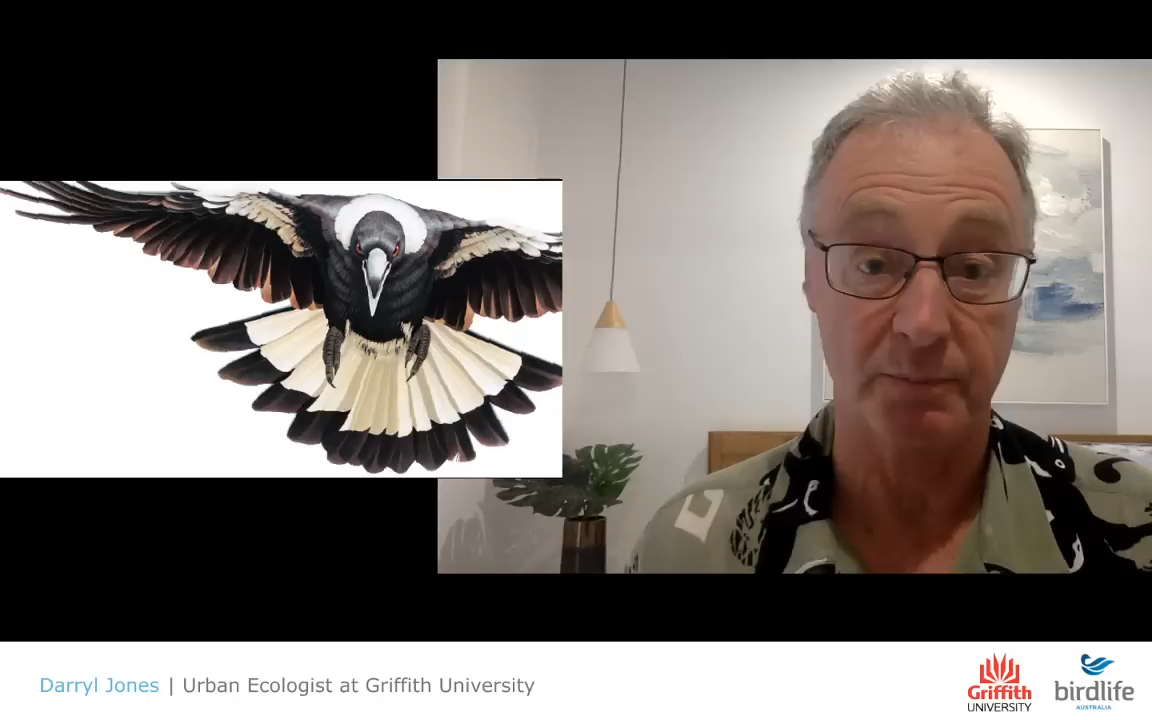 Darryl Jones | Urban Ecologist at Griffith University
Griffith
UNIVERSITY
birdlife
AUSTRALIA